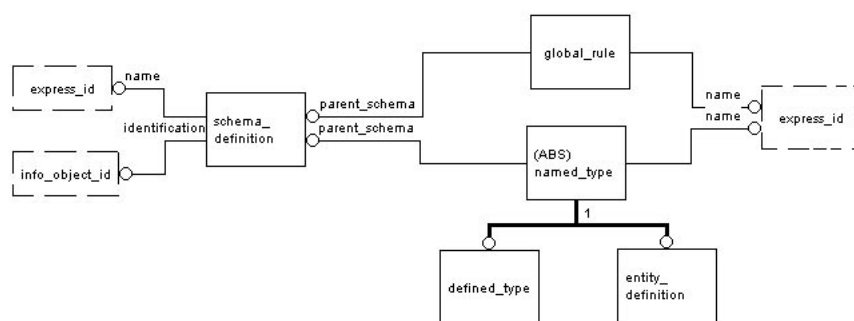 global_rule
name
express_id
parent_schema
name
schema_
definition
identification
parent_schema
name
express_id
info_object_id
(ABS)
named_type
1
defined_type
entity_
definition